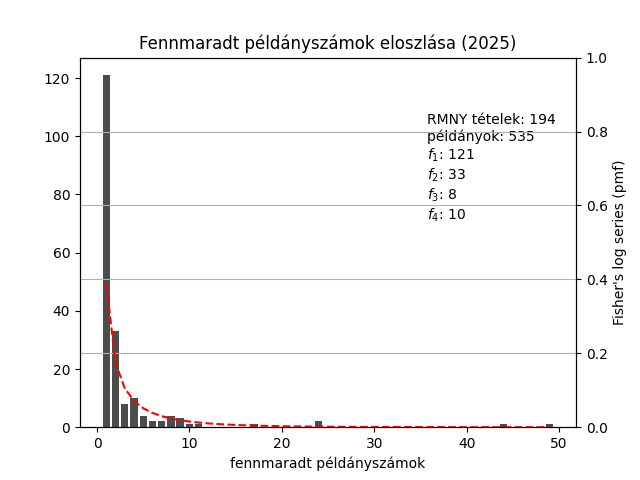 Fennmaradt példányszámok eloszlása (2025)
120
100
80
60
40
20
0
RMNY tételek: 194
példányok: 535
f₁: 121
f₂: 33
f₃: 8
f₄: 10
1.0
0.8
0.6
0.4
0.2
0.0
Fisher's log series (pmf)
0 10 20 30 40 50
fennmaradt példányszámok